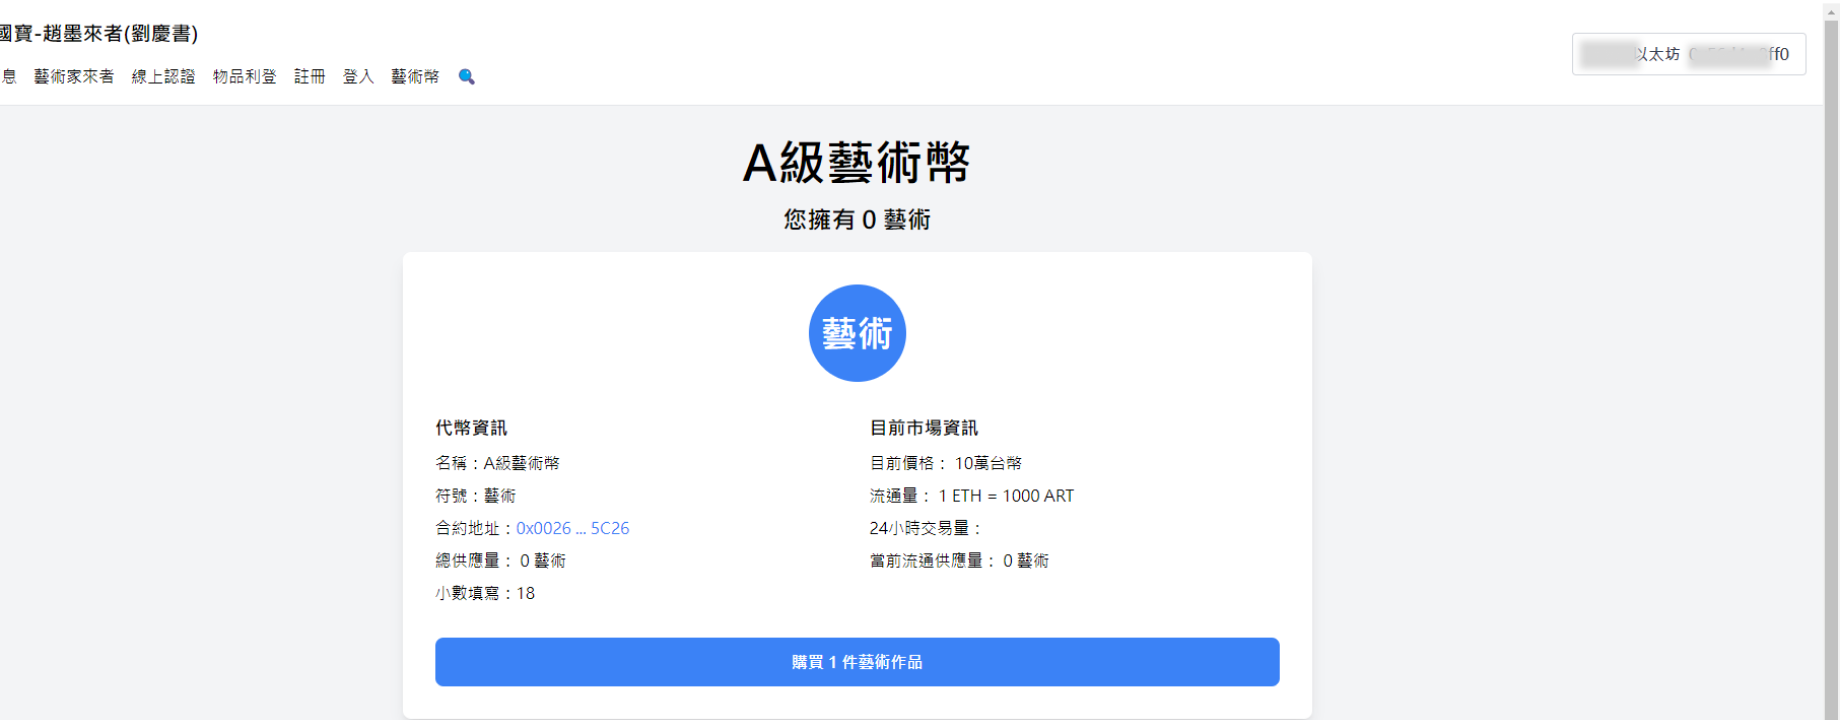 國寶-趙墨來者(劉慶書)
息 藝術家來者 線上認證 物品利登 註冊 登入 藝術幣
以太坊 ff0
A級藝術幣
您擁有 0 藝術
藝術
代幣資訊
名稱：A級藝術幣
符號：藝術
合約地址：0x0026 ... 5C26
總供應量： 0 藝術
小數填寫：18
目前市場資訊
目前價格： 10萬台幣
流通量： 1 ETH = 1000 ART
24小時交易量：
當前流通供應量： 0 藝術
購買 1 件藝術作品